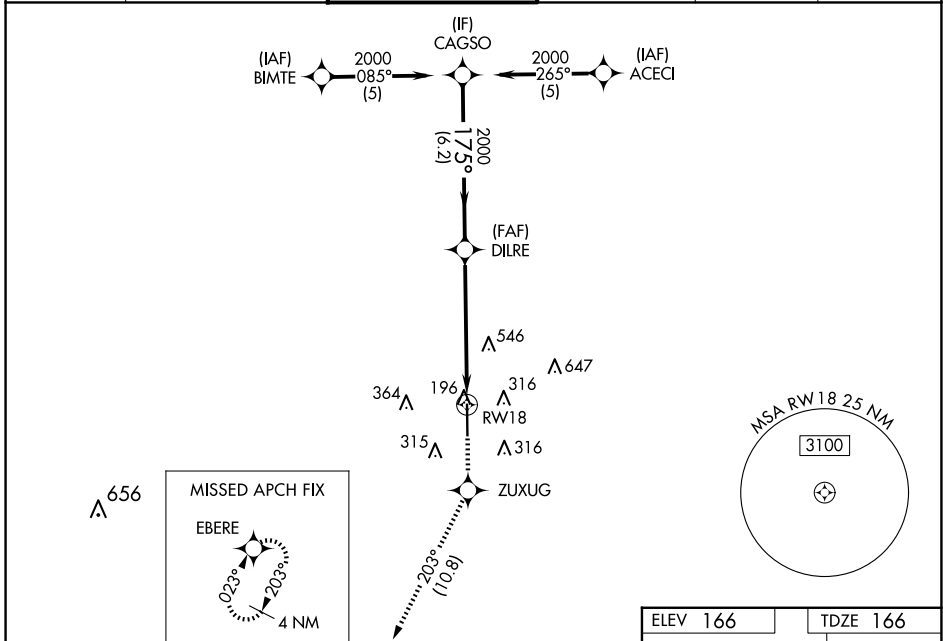 (IF)
CAGSO
(IAF)
BIMTE
2000
085°
(5)
2000
265°
(5)
(IAF)
ACECI
2000
175°
(6.2)
(FAF)
DILRE
546
647
364
196
316
RW18
315
316
ZUXUG
656
MISSED APCH FIX
EBERE
023°
203°
4 NM
203°
(10.8)
MSA RW18 25 NM
3100
ELEV 166
TDZE 166